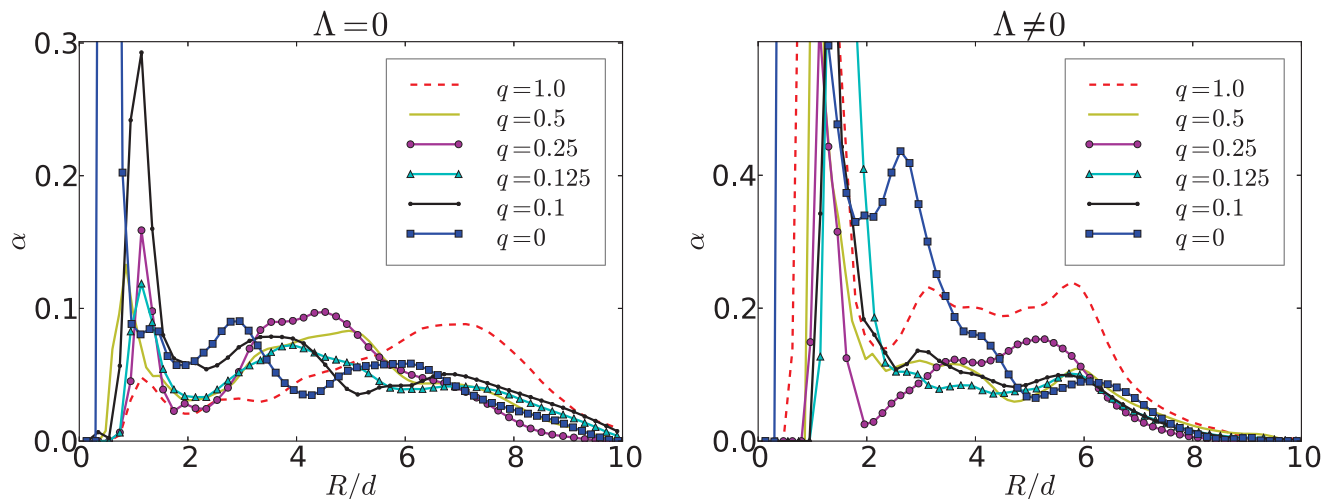 Λ = 0
0.3
0.2
0.1
0.0
α
q = 1.0
q = 0.5
q = 0.25
q = 0.125
q = 0.1
q = 0
0 2 4 6 8 10
R/d
Λ ≠ 0
0.4
0.2
0.0
α
q = 1.0
q = 0.5
q = 0.25
q = 0.125
q = 0.1
q = 0
0 2 4 6 8 10
R/d